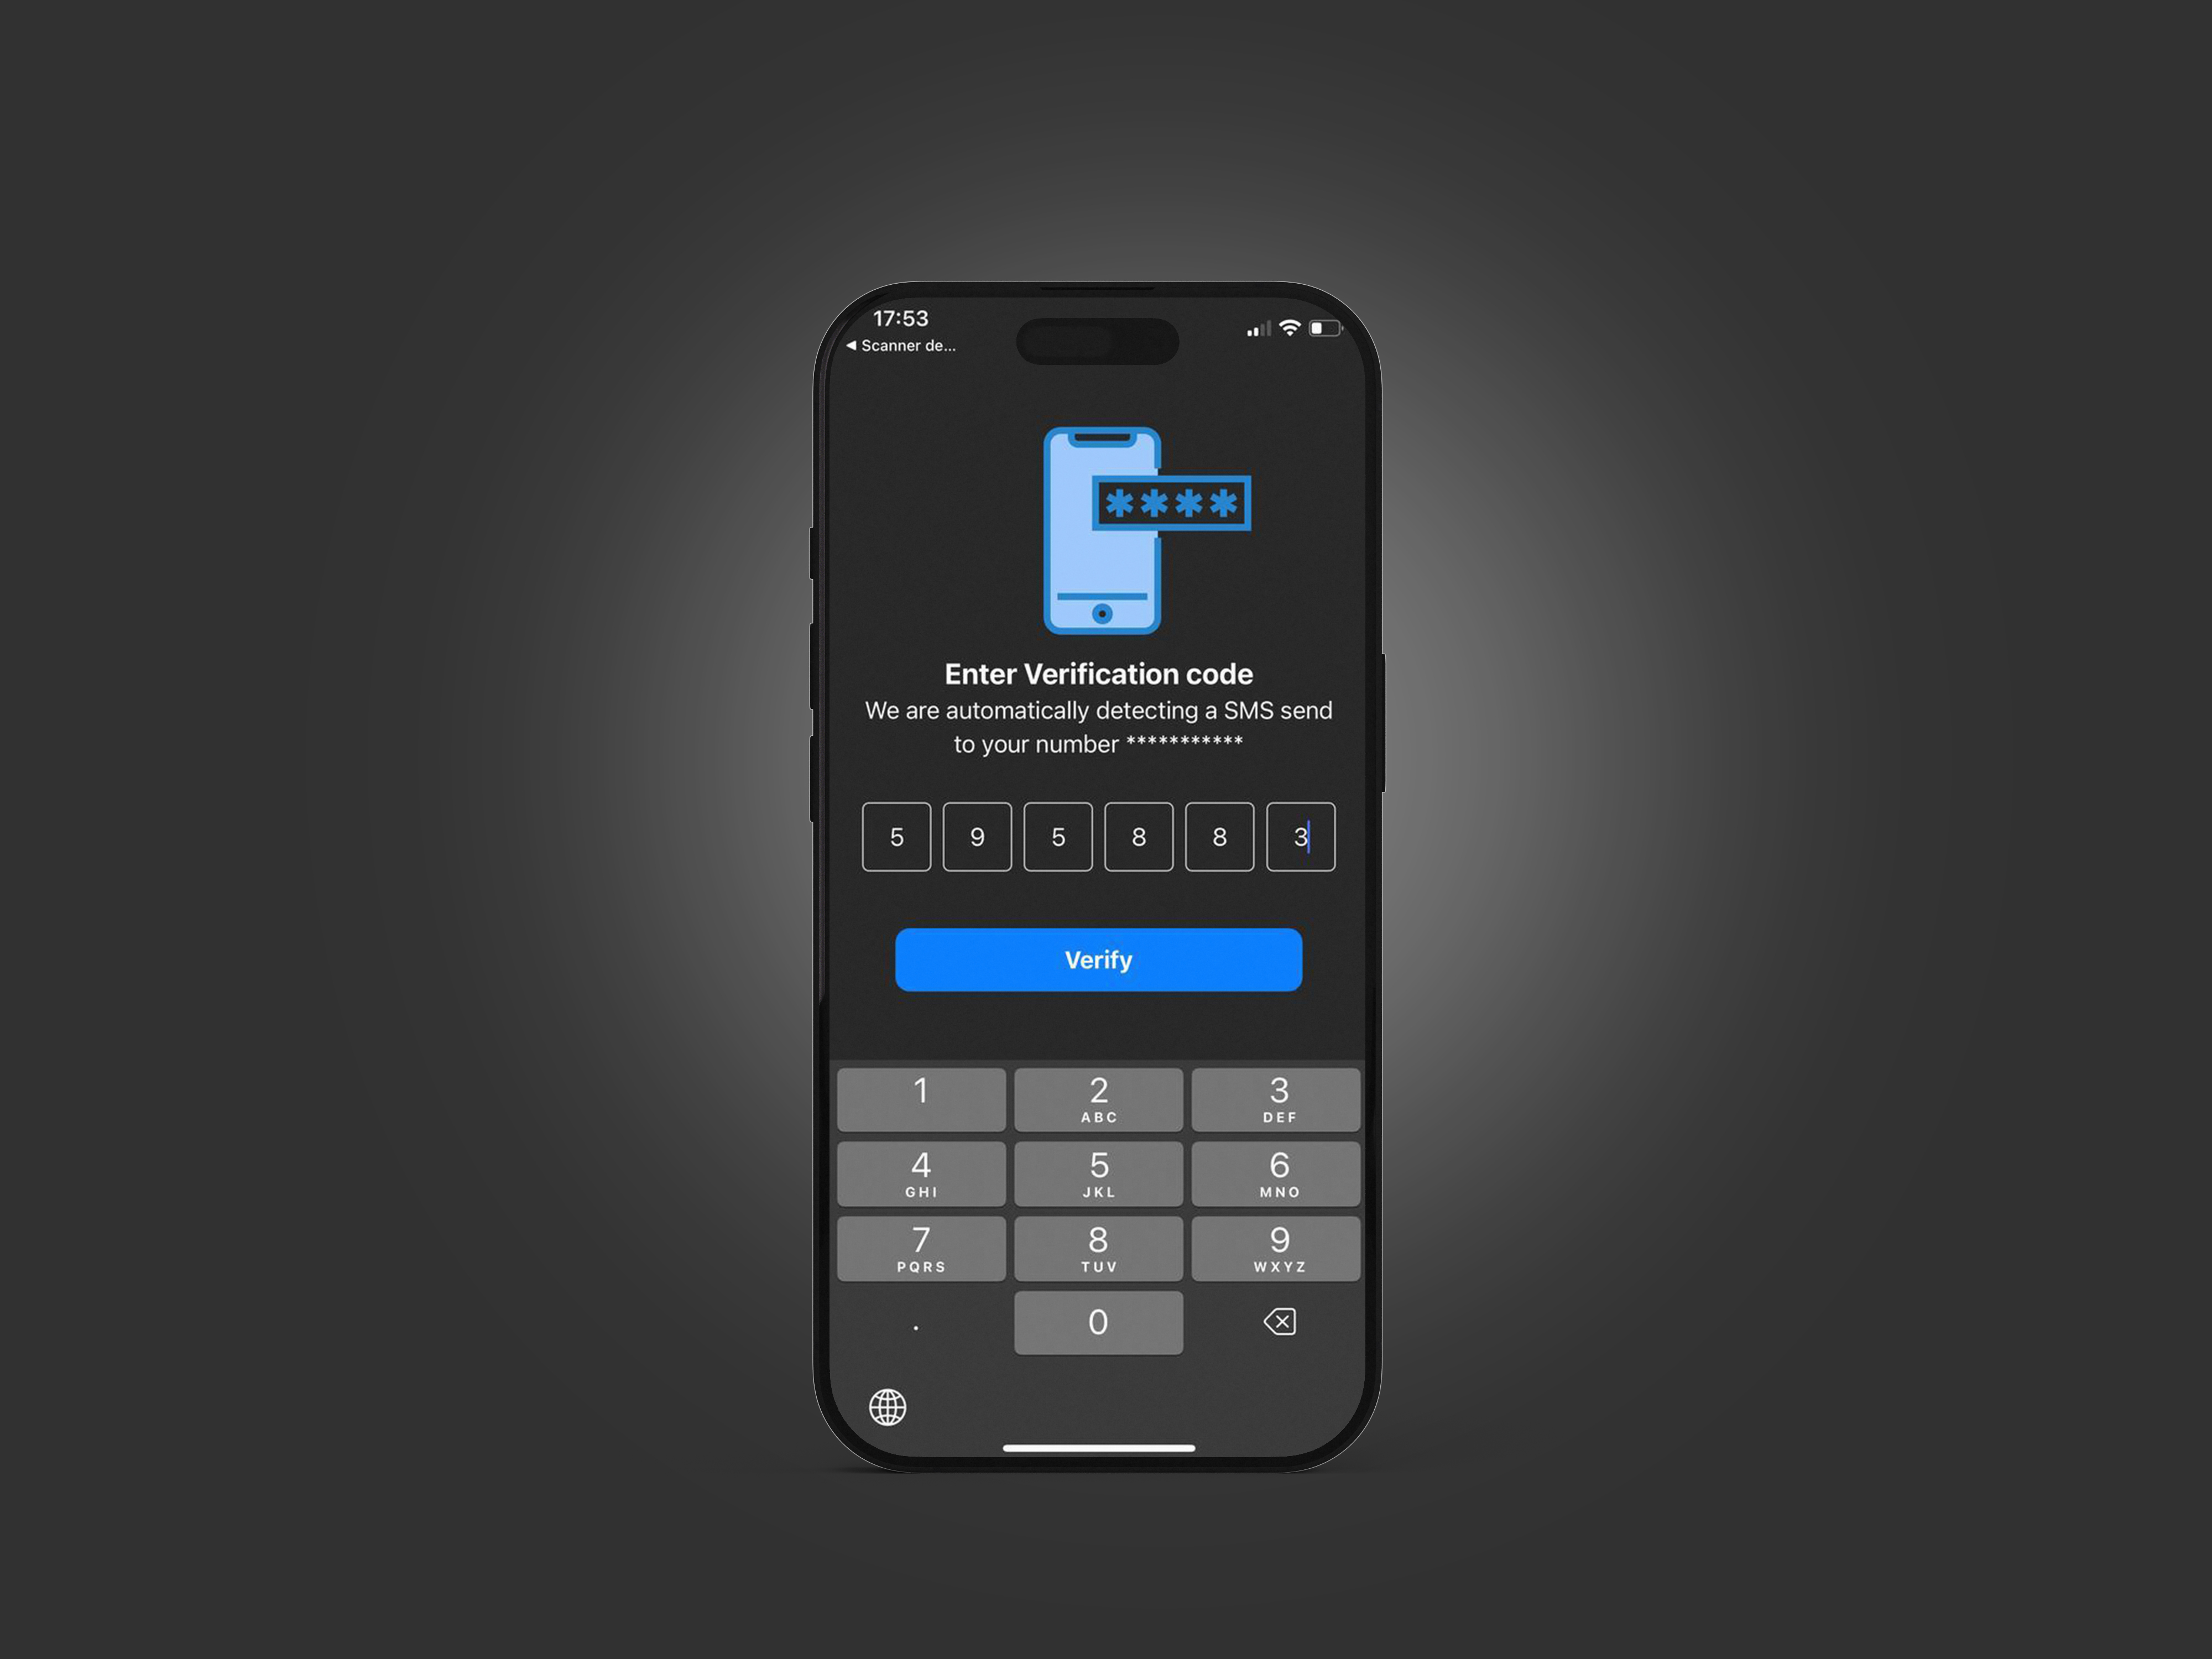 17:53
◀ Scanner de...
****
Enter Verification code
We are automatically detecting a SMS send
to your number ***********
5 9 5 8 8 3
Verify
1 2 3
ABC DEF
4 5 6
GHI JKL MNO
7 8 9
PQRS TUV WXYZ
. 0